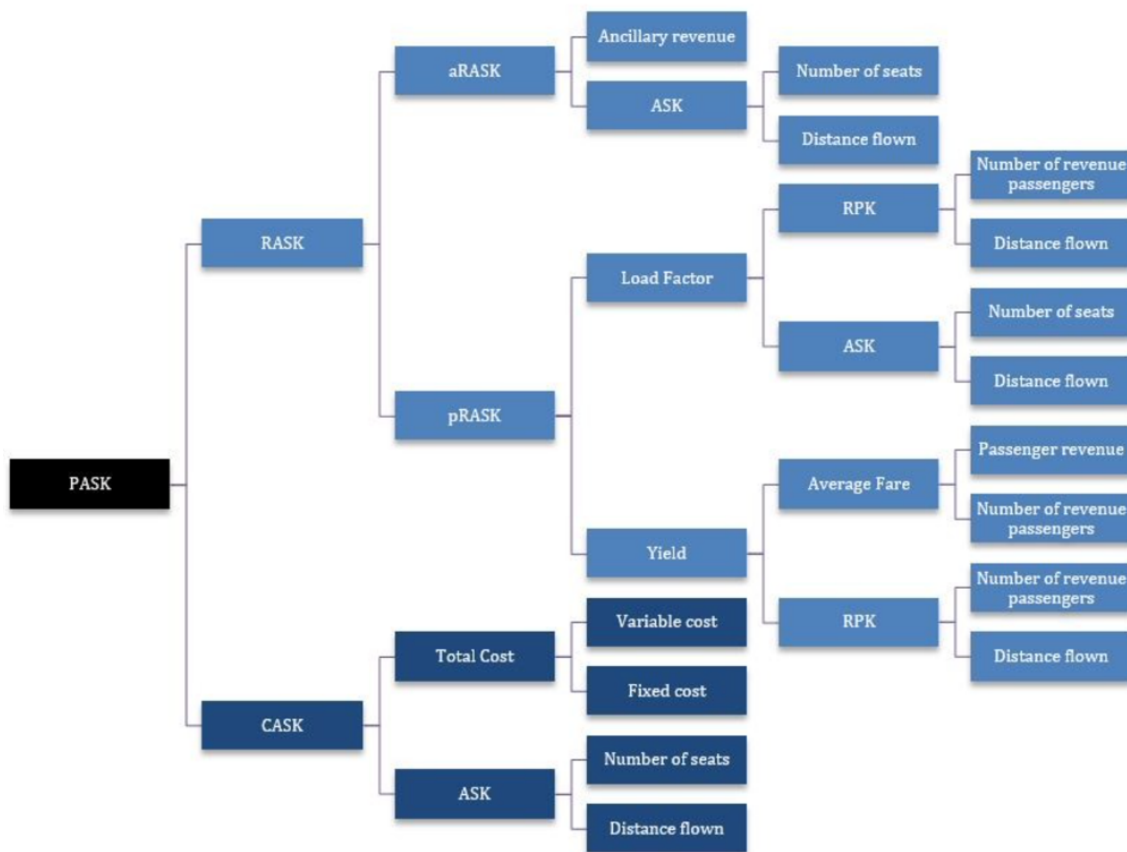 Ancillary revenue
aRASK
Number of seats
ASK
Distance flown
Number of revenue
passengers
RPK
RASK
Distance flown
Load Factor
Number of seats
ASK
Distance flown
pRASK
Passenger revenue
PASK
Average Fare
Number of revenue
passengers
Yield
Number of revenue
passengers
Variable cost
RPK
Total Cost
Distance flown
Fixed cost
CASK
Number of seats
ASK
Distance flown